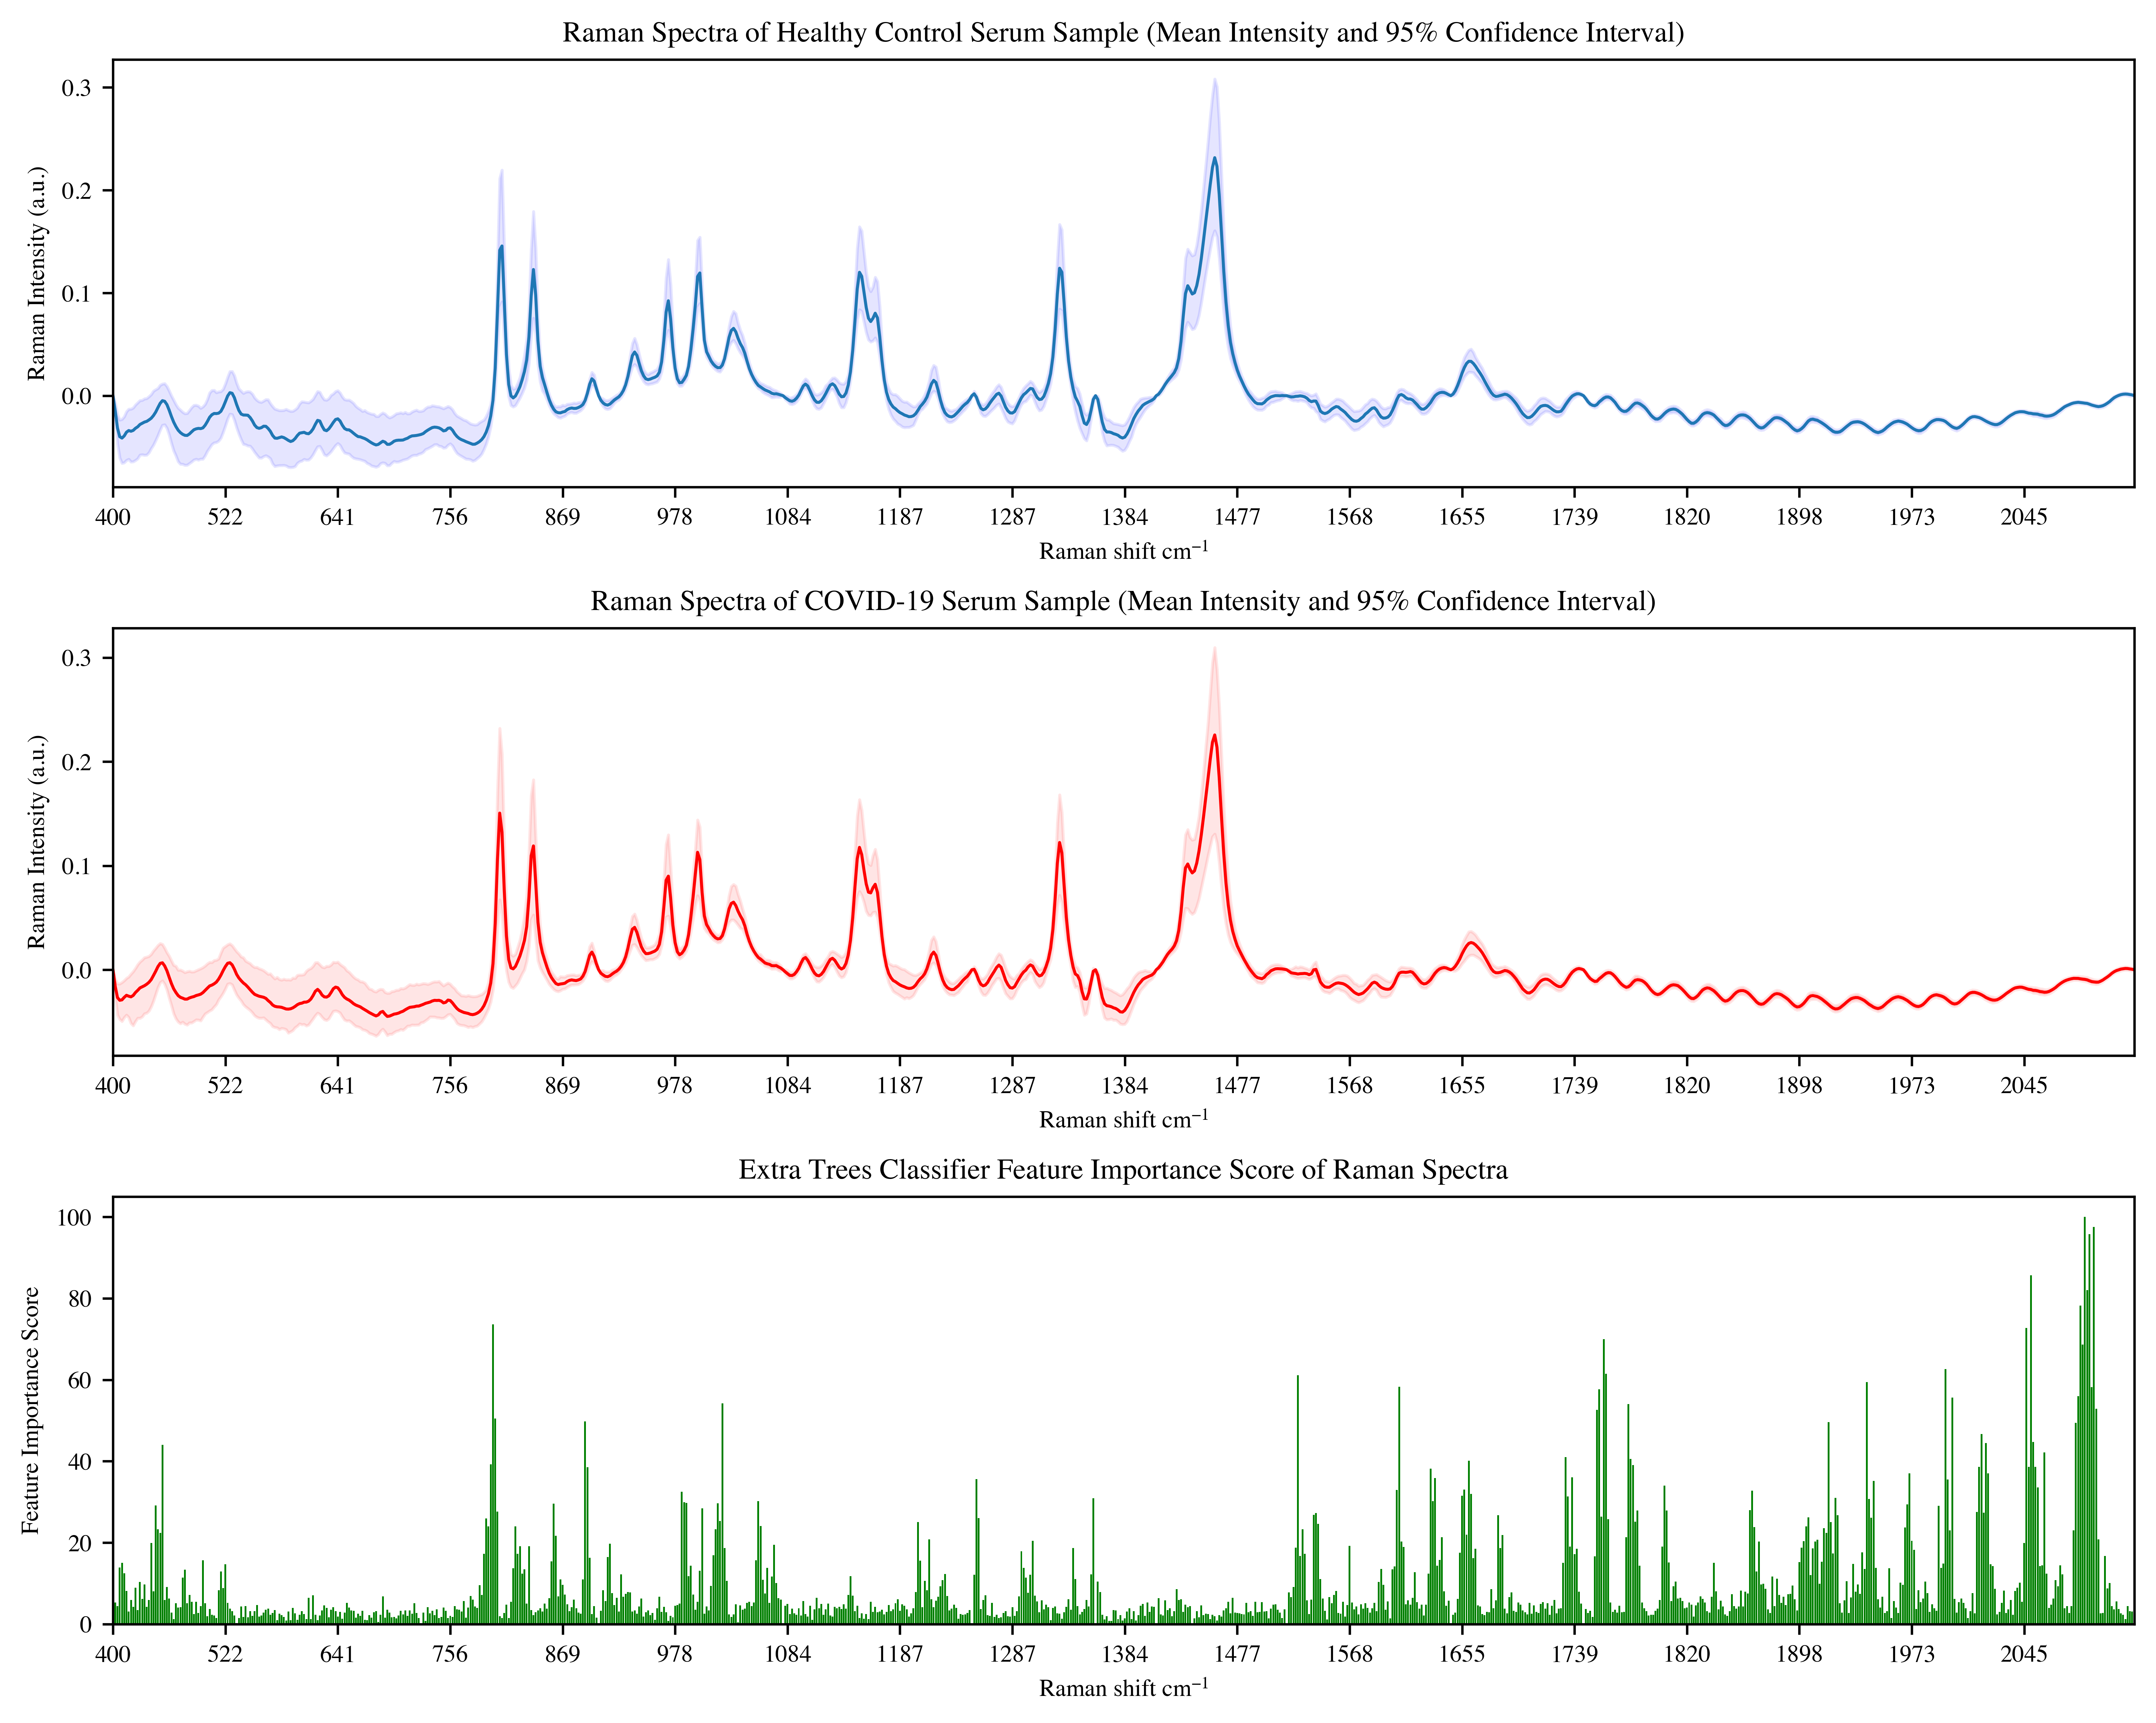 Raman Spectra of Healthy Control Serum Sample (Mean Intensity and 95% Confidence Interval)
Raman Intensity (a.u.)
0.3
0.2
0.1
0.0
400 522 641 756 869 978 1084 1187 1287 1384 1477 1568 1655 1739 1820 1898 1973 2045
Raman shift cm⁻¹
Raman Spectra of COVID-19 Serum Sample (Mean Intensity and 95% Confidence Interval)
Raman Intensity (a.u.)
0.3
0.2
0.1
0.0
400 522 641 756 869 978 1084 1187 1287 1384 1477 1568 1655 1739 1820 1898 1973 2045
Raman shift cm⁻¹
Extra Trees Classifier Feature Importance Score of Raman Spectra
Feature Importance Score
100
80
60
40
20
0
400 522 641 756 869 978 1084 1187 1287 1384 1477 1568 1655 1739 1820 1898 1973 2045
Raman shift cm⁻¹